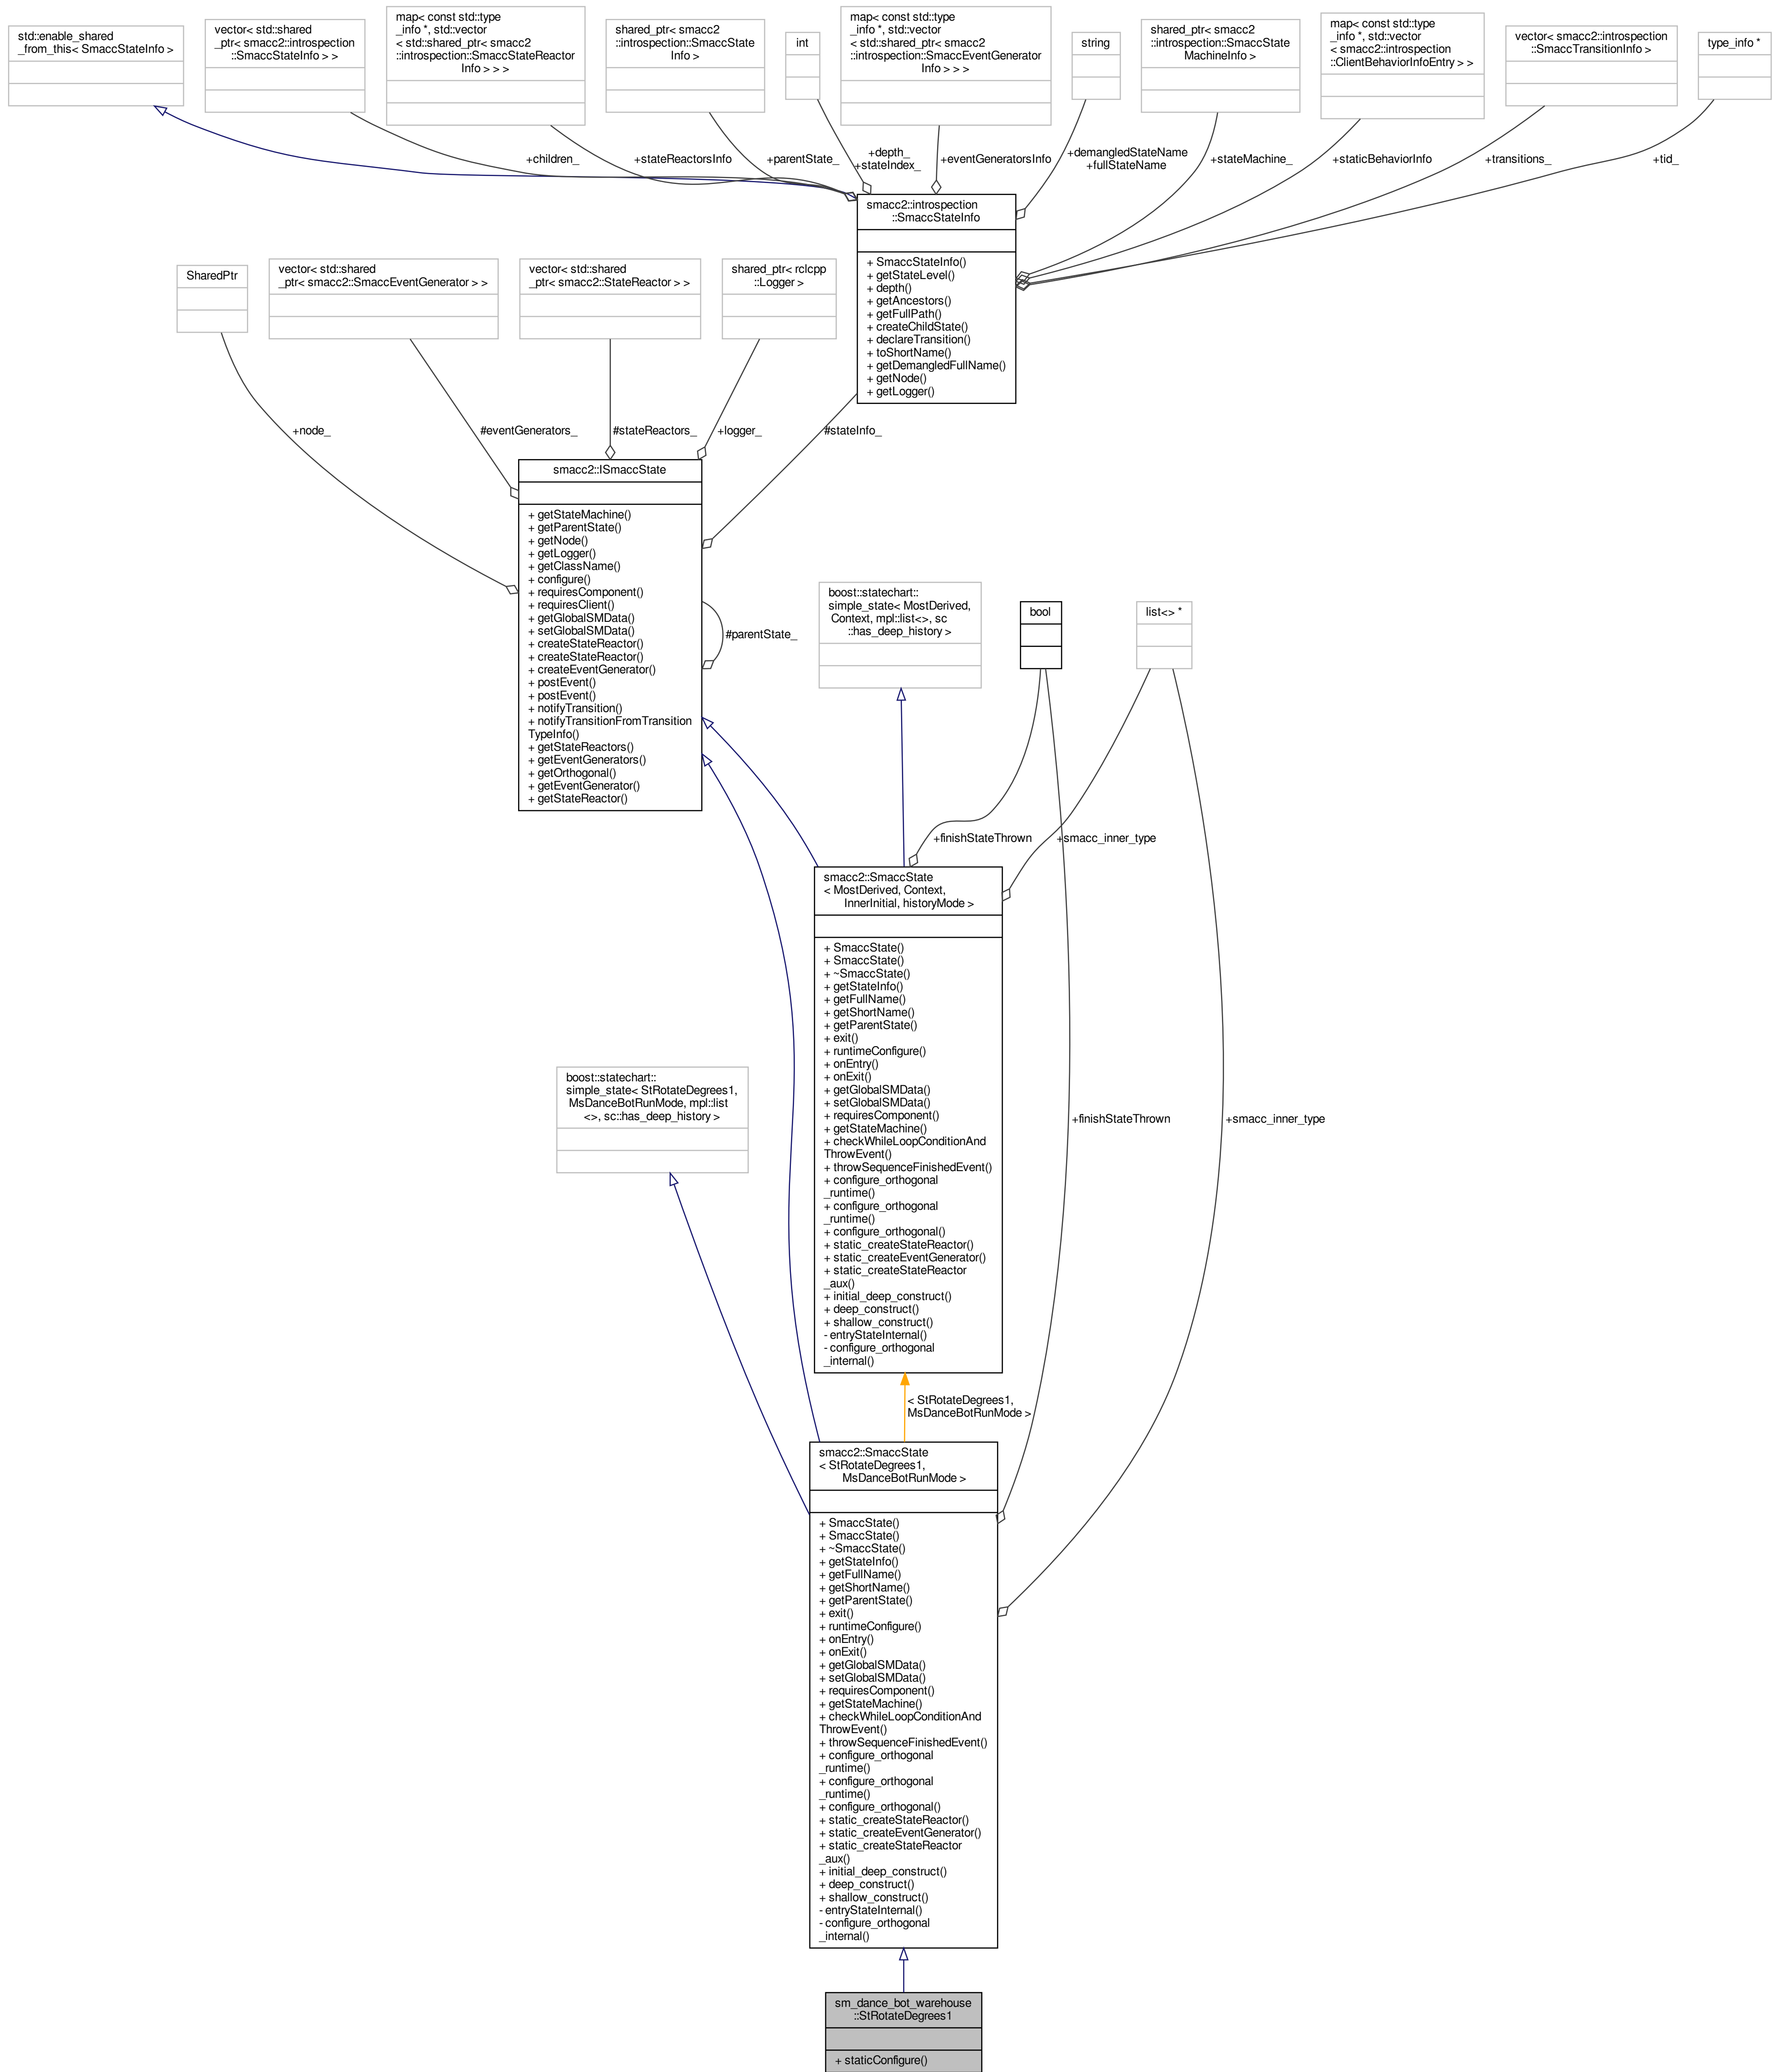 std::enable_shared
_from_this< SmaccStateInfo >
vector< std::shared
_ptr< smacc2::introspection
::SmaccStateInfo > >
map< const std::type
_info *, std::vector
< std::shared_ptr< smacc2
::introspection::SmaccStateReactor
Info > > >
shared_ptr< smacc2
::introspection::SmaccState
Info >
int
map< const std::type
_info *, std::vector
< std::shared_ptr< smacc2
::introspection::SmaccEventGenerator
Info > > >
string
shared_ptr< smacc2
::introspection::SmaccState
MachineInfo >
map< const std::type
_info *, std::vector
< smacc2::introspection
::ClientBehaviorInfoEntry > >
vector< smacc2::introspection
::SmaccTransitionInfo >
type_info *
+children_
+stateReactorsInfo
+parentState_
+depth_
+stateIndex_
+eventGeneratorsInfo
+demangledStateName
+fullStateName
+stateMachine_
+staticBehaviorInfo
+transitions_
+tid_
smacc2::introspection
::SmaccStateInfo
+ SmaccStateInfo()
+ getStateLevel()
+ depth()
+ getAncestors()
+ getFullPath()
+ createChildState()
+ declareTransition()
+ toShortName()
+ getDemangledFullName()
+ getNode()
+ getLogger()
SharedPtr
vector< std::shared
_ptr< smacc2::SmaccEventGenerator > >
vector< std::shared
_ptr< smacc2::StateReactor > >
shared_ptr< rclcpp
::Logger >
+node_
#eventGenerators_
#stateReactors_
+logger_
#stateInfo_
smacc2::ISmaccState
+ getStateMachine()
+ getParentState()
+ getNode()
+ getLogger()
+ getClassName()
+ configure()
+ requiresComponent()
+ requiresClient()
+ getGlobalSMData()
+ setGlobalSMData()
+ createStateReactor()
+ createStateReactor()
+ createEventGenerator()
+ postEvent()
+ postEvent()
+ notifyTransition()
+ notifyTransitionFromTransition
TypeInfo()
+ getStateReactors()
+ getEventGenerators()
+ getOrthogonal()
+ getEventGenerator()
+ getStateReactor()
#parentState_
boost::statechart::
simple_state< MostDerived,
Context, mpl::list<>, sc
::has_deep_history >
bool
list<> *
+finishStateThrown
+smacc_inner_type
smacc2::SmaccState
< MostDerived, Context,
InnerInitial, historyMode >
+ SmaccState()
+ SmaccState()
+ ~SmaccState()
+ getStateInfo()
+ getFullName()
+ getShortName()
+ getParentState()
+ exit()
+ runtimeConfigure()
+ onEntry()
+ onExit()
+ getGlobalSMData()
+ setGlobalSMData()
+ requiresComponent()
+ getStateMachine()
+ checkWhileLoopConditionAnd
ThrowEvent()
+ throwSequenceFinishedEvent()
+ configure_orthogonal
_runtime()
+ configure_orthogonal
_runtime()
+ configure_orthogonal()
+ static_createStateReactor()
+ static_createEventGenerator()
+ static_createStateReactor
_aux()
+ initial_deep_construct()
+ deep_construct()
+ shallow_construct()
- entryStateInternal()
- configure_orthogonal
_internal()
boost::statechart::
simple_state< StRotateDegrees1,
MsDanceBotRunMode, mpl::list
<>, sc::has_deep_history >
+finishStateThrown
+smacc_inner_type
< StRotateDegrees1,
MsDanceBotRunMode >
smacc2::SmaccState
< StRotateDegrees1,
MsDanceBotRunMode >
+ SmaccState()
+ SmaccState()
+ ~SmaccState()
+ getStateInfo()
+ getFullName()
+ getShortName()
+ getParentState()
+ exit()
+ runtimeConfigure()
+ onEntry()
+ onExit()
+ getGlobalSMData()
+ setGlobalSMData()
+ requiresComponent()
+ getStateMachine()
+ checkWhileLoopConditionAnd
ThrowEvent()
+ throwSequenceFinishedEvent()
+ configure_orthogonal
_runtime()
+ configure_orthogonal
_runtime()
+ configure_orthogonal()
+ static_createStateReactor()
+ static_createEventGenerator()
+ static_createStateReactor
_aux()
+ initial_deep_construct()
+ deep_construct()
+ shallow_construct()
- entryStateInternal()
- configure_orthogonal
_internal()
sm_dance_bot_warehouse
::StRotateDegrees1
+ staticConfigure()